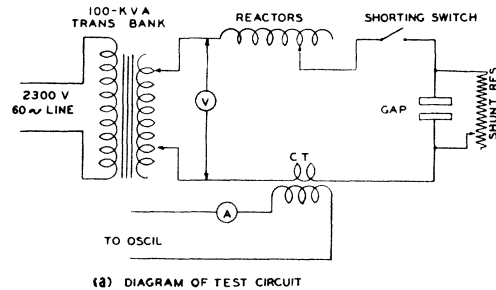 100-KVA
TRANS BANK
REACTORS
SHORTING SWITCH
2300 V
60~ LINE
V
GAP
SHUNT RES
C T
A
TO OSCIL
(a) DIAGRAM OF TEST CIRCUIT